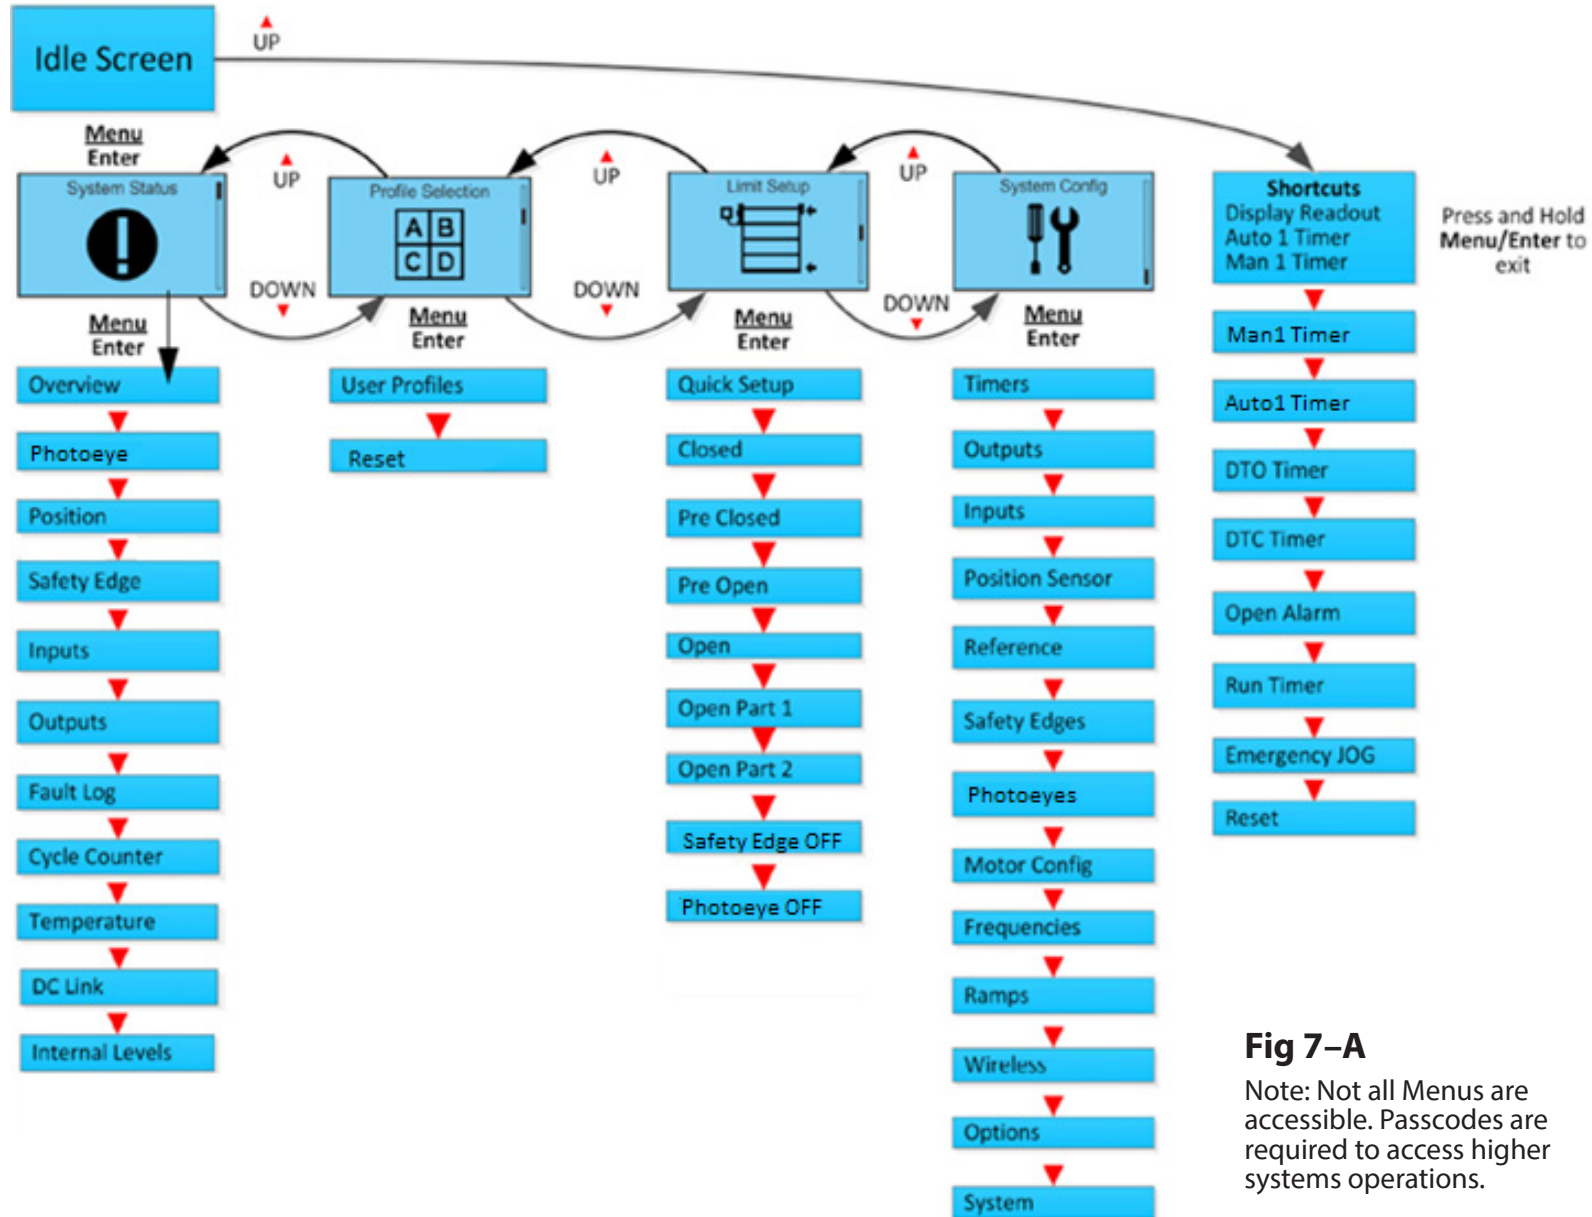 Idle Screen
UP
Menu
Enter
System Status
UP
DOWN
Profile Selection
A B
C D
UP
DOWN
Limit Setup
UP
DOWN
System Config
Shortcuts
Display Readout
Auto 1 Timer
Man 1 Timer
Press and Hold
Menu/Enter to
exit
Menu
Enter
Overview
Photoeye
Position
Safety Edge
Inputs
Outputs
Fault Log
Cycle Counter
Temperature
DC Link
Internal Levels
Menu
Enter
User Profiles
Reset
Menu
Enter
Quick Setup
Closed
Pre Closed
Pre Open
Open
Open Part 1
Open Part 2
Safety Edge OFF
Photoeye OFF
Menu
Enter
Timers
Outputs
Inputs
Position Sensor
Reference
Safety Edges
Photoeyes
Motor Config
Frequencies
Ramps
Wireless
Options
System
Man1 Timer
Auto1 Timer
DTO Timer
DTC Timer
Open Alarm
Run Timer
Emergency JOG
Reset
Fig 7–A
Note: Not all Menus are
accessible. Passcodes are
required to access higher
systems operations.